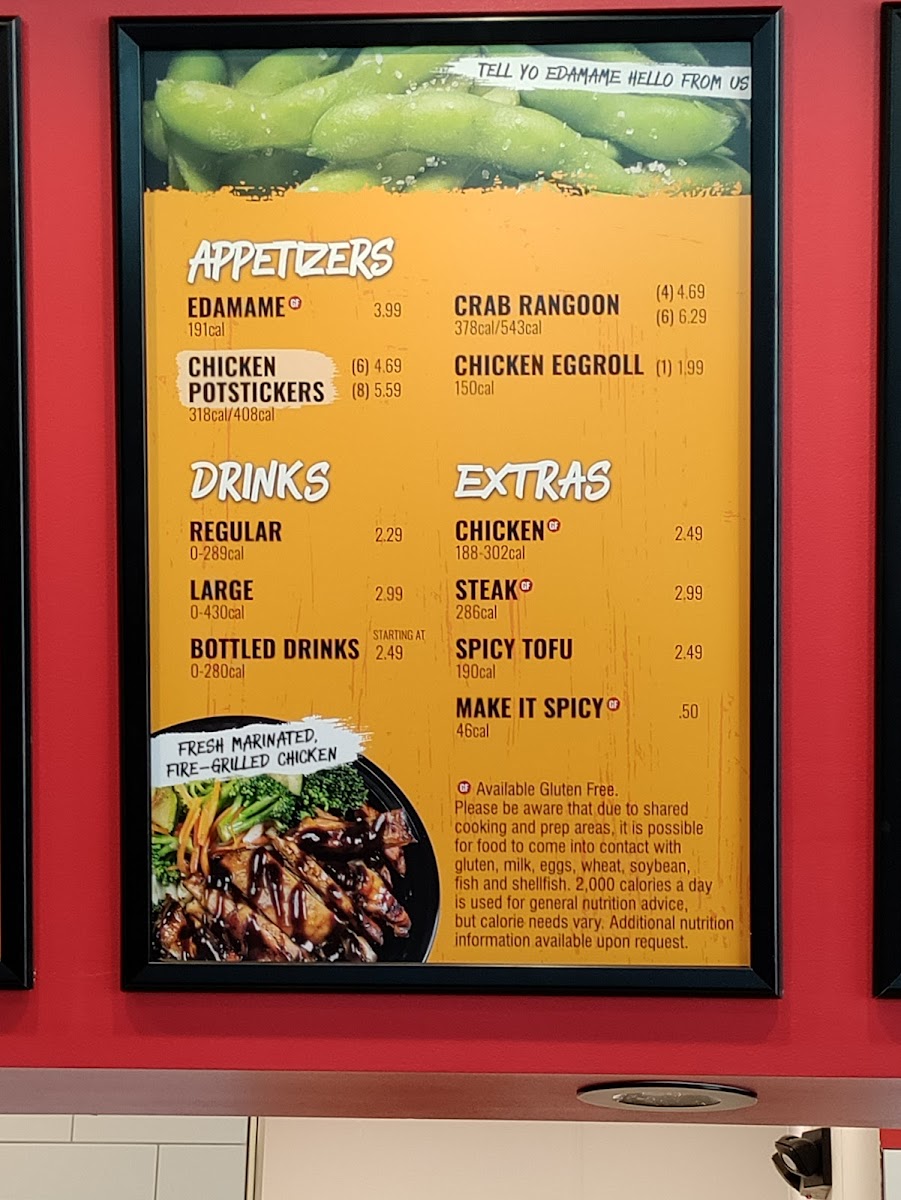 TELL YO EDAMAME HELLO FROM US
APPETIZERS
EDAMAME GF 3.99
191cal
CHICKEN
POTSTICKERS
(6) 4.69
(8) 5.59
318cal/408cal
CRAB RANGOON
(4) 4.69
(6) 6.29
378cal/543cal
CHICKEN EGGROLL (1) 1.99
150cal
DRINKS
REGULAR 2.29
0-289cal
LARGE 2.99
0-430cal
BOTTLED DRINKS
STARTING AT
2.49
0-280cal
EXTRAS
CHICKEN GF 2.49
188-302cal
STEAK GF 2.99
286cal
SPICY TOFU 2.49
190cal
MAKE IT SPICY GF .50
46cal
FRESH MARINATED,
FIRE-GRILLED CHICKEN
GF Available Gluten Free.
Please be aware that due to shared
cooking and prep areas, it is possible
for food to come into contact with
gluten, milk, eggs, wheat, soybean,
fish and shellfish. 2,000 calories a day
is used for general nutrition advice,
but calorie needs vary. Additional nutrition
information available upon request.